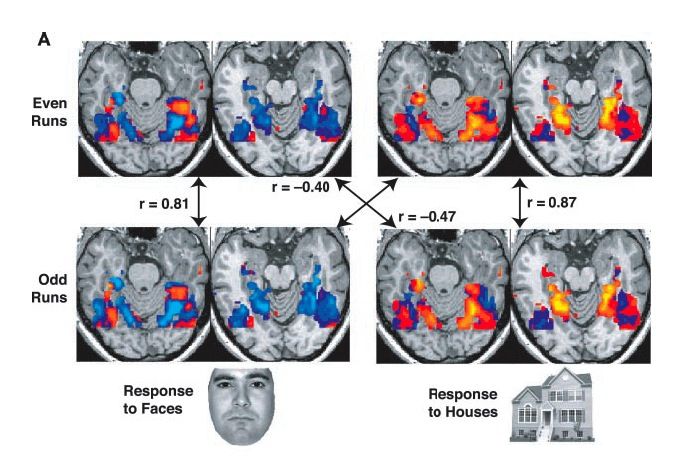 A
Even
Runs
r = 0.81
r = –0.40
r = –0.47
r = 0.87
Odd
Runs
Response
to Faces
Response
to Houses